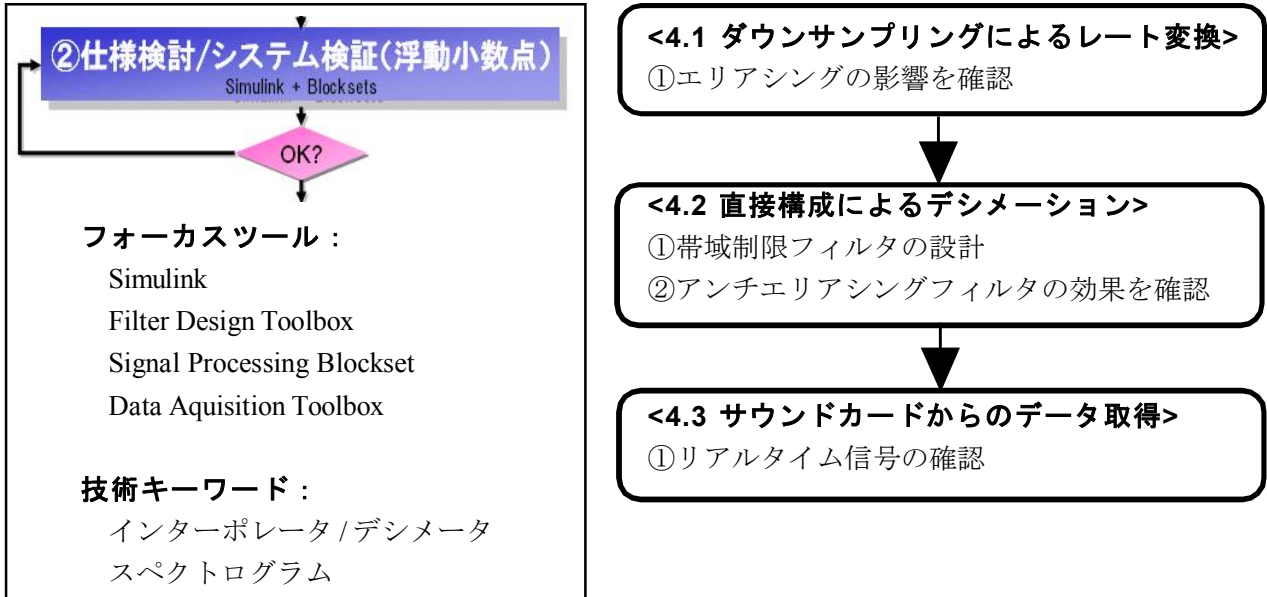 ②仕様検討/システム検証(浮動小数点)
Simulink + Blocksets
OK?
フォーカスツール：
Simulink
Filter Design Toolbox
Signal Processing Blockset
Data Aquisition Toolbox
技術キーワード：
インターポレータ / デシメータ
スペクトログラム
<4.1 ダウンサンプリングによるレート変換>
①エリアシングの影響を確認
<4.2 直接構成によるデシメーション>
①帯域制限フィルタの設計
②アンチエリアシングフィルタの効果を確認
<4.3 サウンドカードからのデータ取得>
①リアルタイム信号の確認